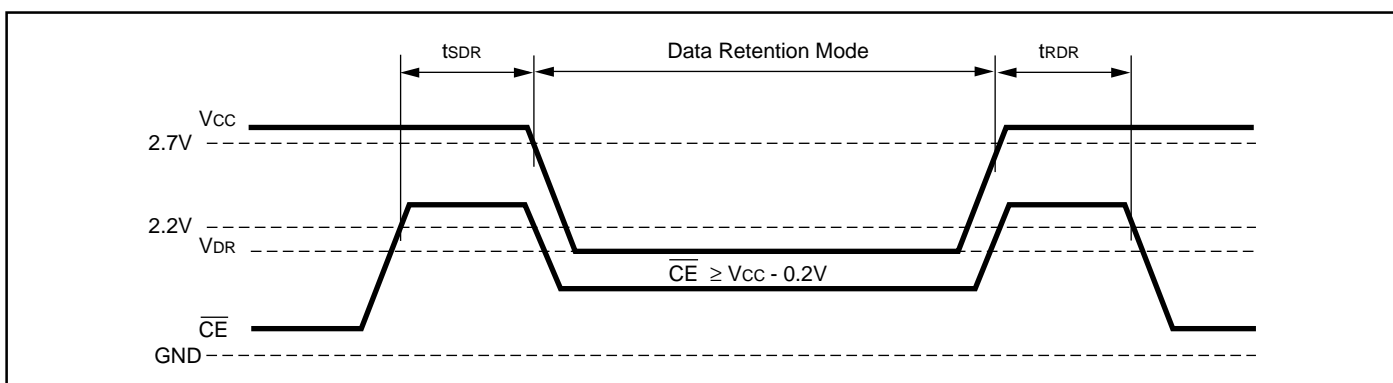 tSDR Data Retention Mode tRDR
VCC
2.7V
2.2V
VDR
CE ≥ VCC - 0.2V
CE
GND